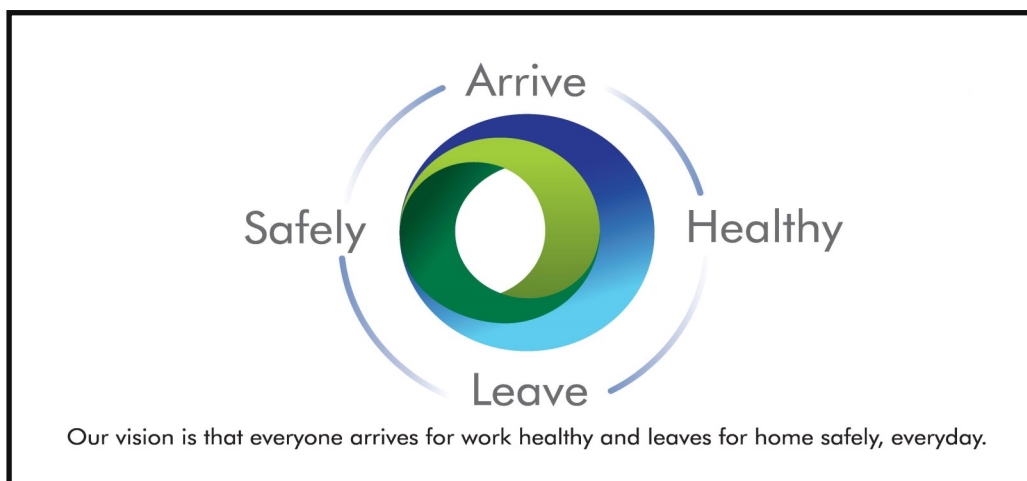 Arrive
Safely
Healthy
Leave
Our vision is that everyone arrives for work healthy and leaves for home safely, everyday.